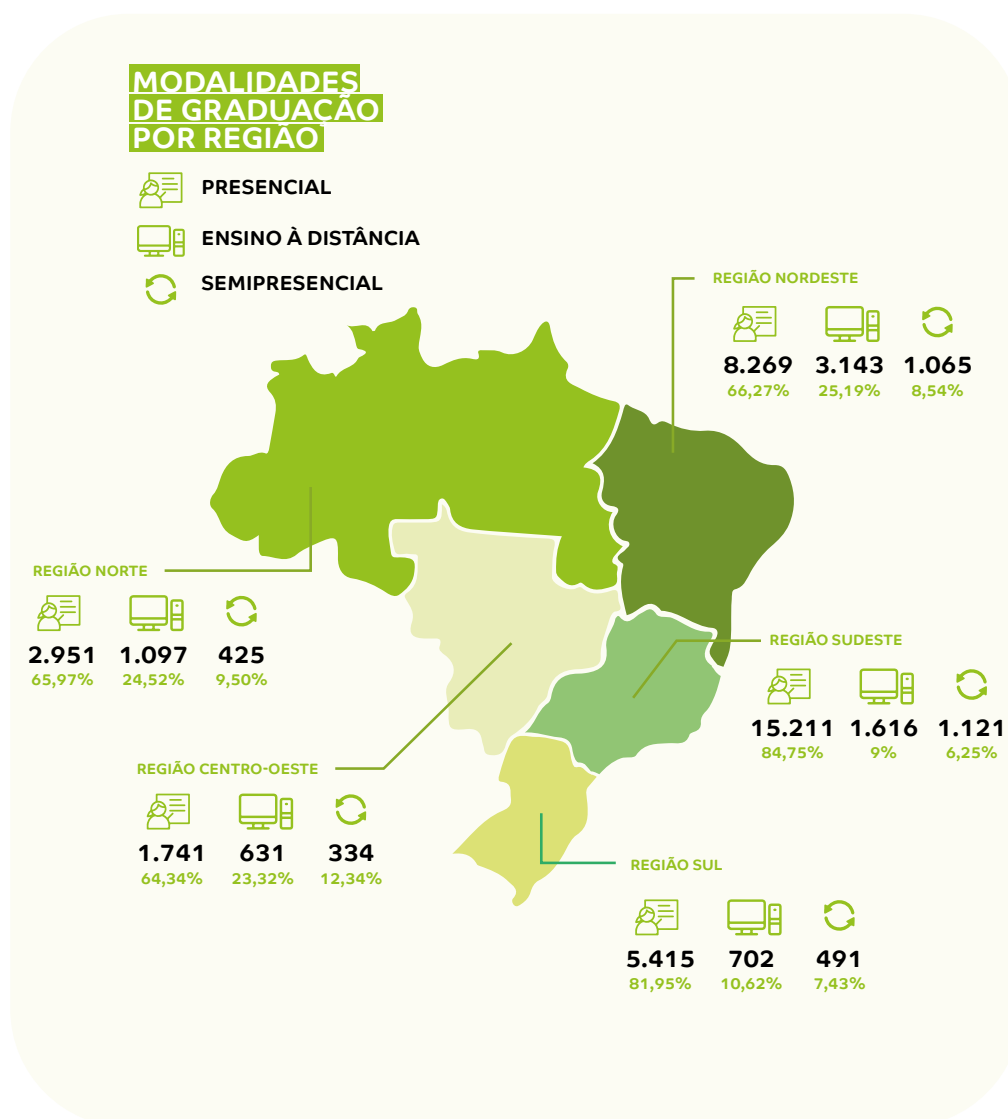 MODALIDADES
DE GRADUAÇÃO
POR REGIÃO
PRESENCIAL
ENSINO À DISTÂNCIA
SEMIPRESENCIAL
REGIÃO NORDESTE
8.269 3.143 1.065
66,27% 25,19% 8,54%
REGIÃO NORTE
2.951 1.097 425
65,97% 24,52% 9,50%
REGIÃO SUDESTE
15.211 1.616 1.121
84,75% 9% 6,25%
REGIÃO CENTRO-OESTE
1.741 631 334
64,34% 23,32% 12,34%
REGIÃO SUL
5.415 702 491
81,95% 10,62% 7,43%